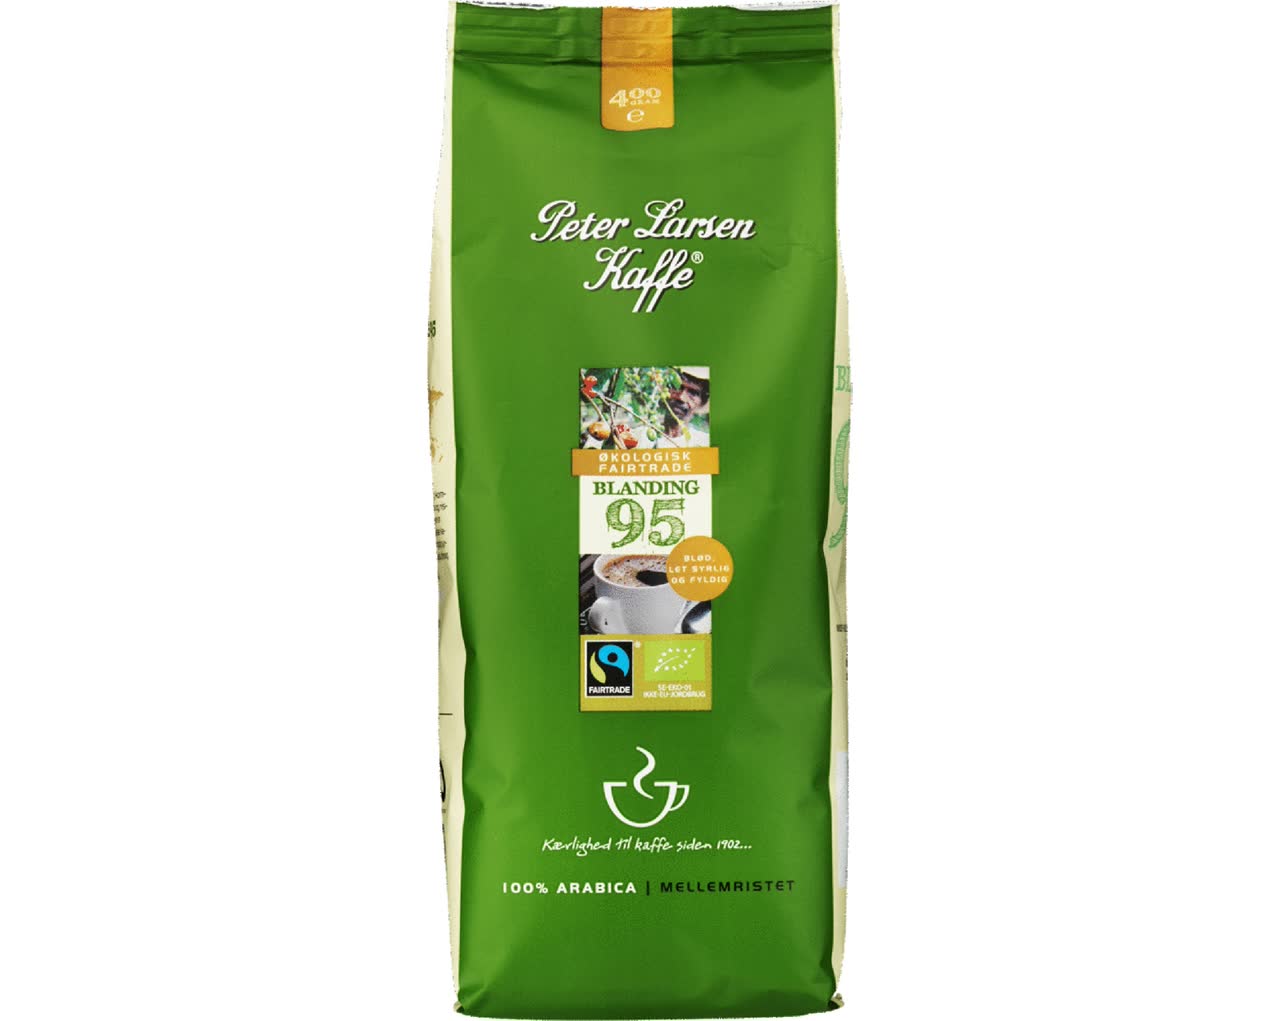 400
GRAM
e
Peter Larsen
Kaffe®
ØKOLOGISK
FAIRTRADE
BLANDING
95
BLØD,
LET SYRLIG
OG FYLDIG
FAIRTRADE
®
SE-EKO-01
IKKE-EU-JORDBRUG
Kærlighed til kaffe siden 1902...
100% ARABICA | MELLEMRISTET